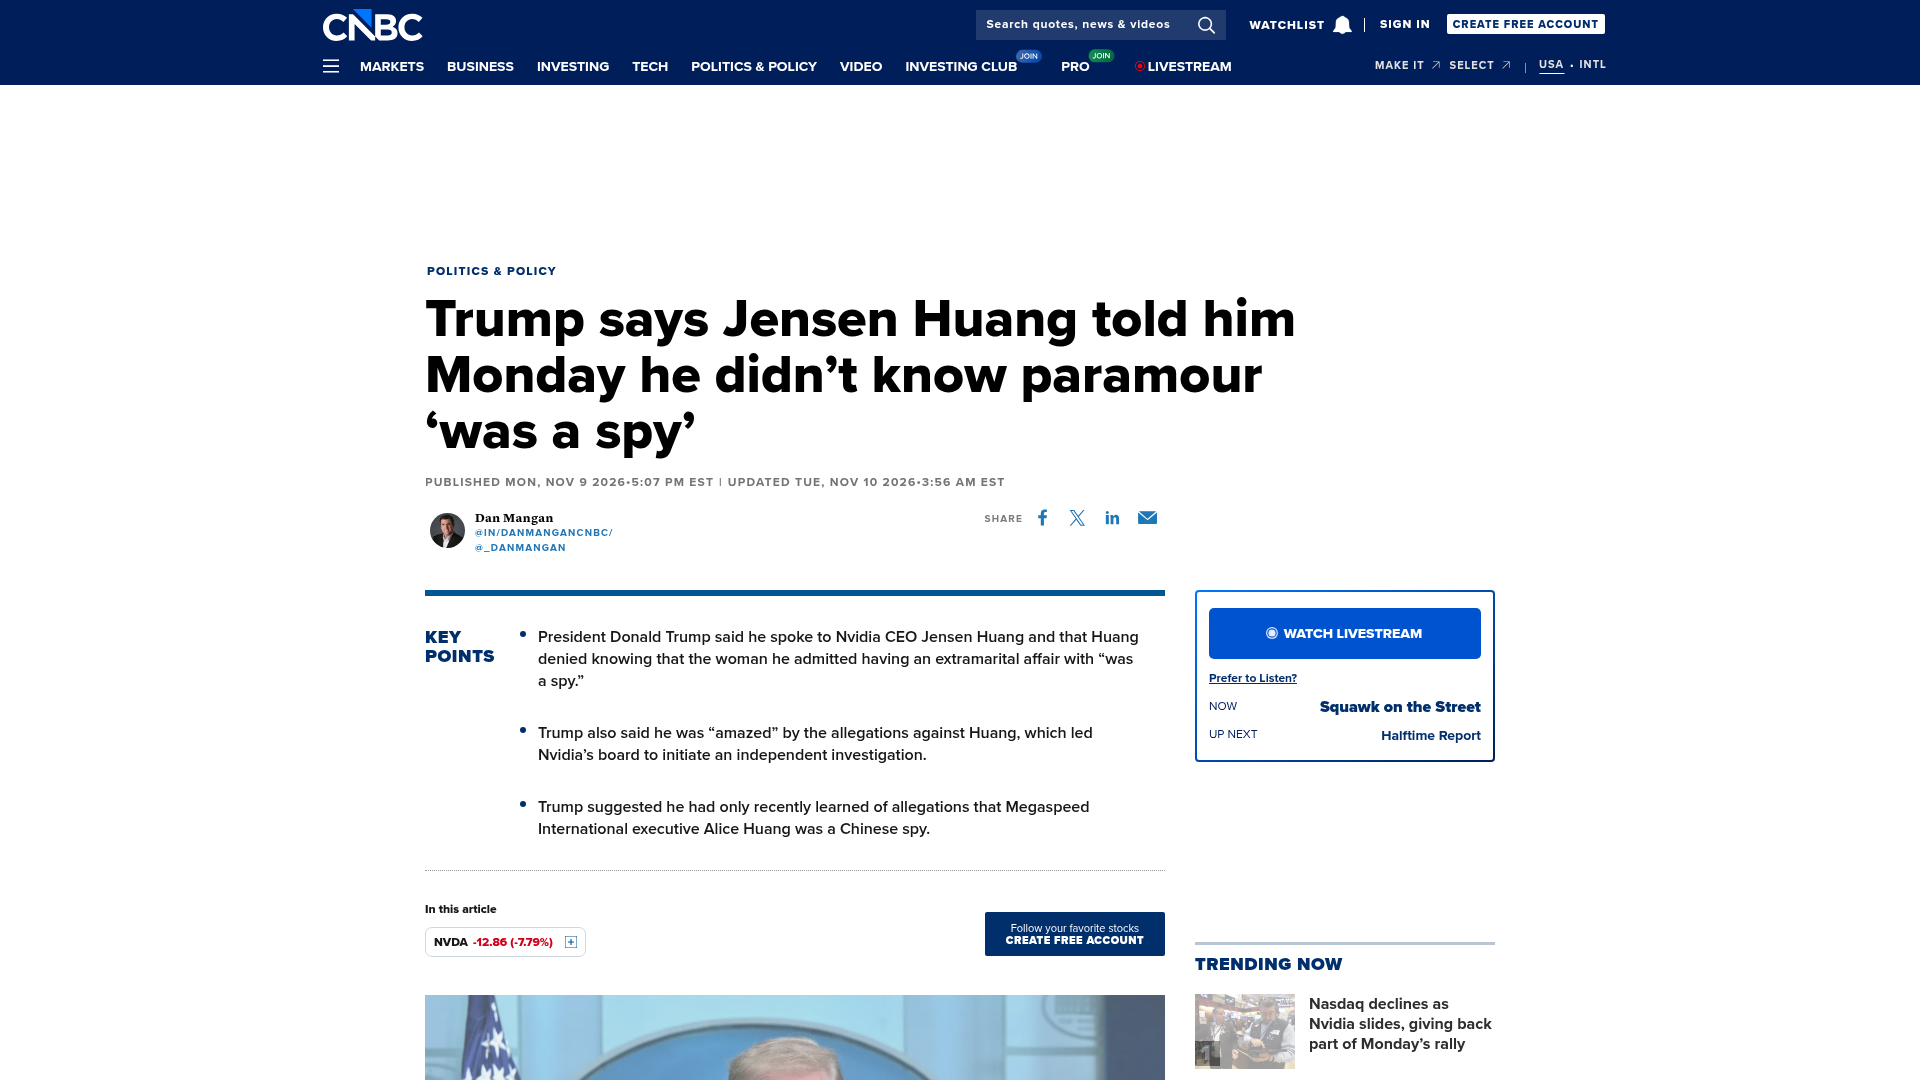 CNBC
Search quotes, news & videos
WATCHLIST
SIGN IN
CREATE FREE ACCOUNT
MARKETS
BUSINESS
INVESTING
TECH
POLITICS & POLICY
VIDEO
INVESTING CLUB
JOIN
PRO
JOIN
LIVESTREAM
MAKE IT
SELECT
USA • INTL
POLITICS & POLICY
Trump says Jensen Huang told him
Monday he didn’t know paramour
‘was a spy’
PUBLISHED MON, NOV 9 2026•5:07 PM EST | UPDATED TUE, NOV 10 2026•3:56 AM EST
Dan Mangan
@IN/DANMANGANCNBC/
@_DANMANGAN
SHARE
KEY
POINTS
President Donald Trump said he spoke to Nvidia CEO Jensen Huang and that Huang
denied knowing that the woman he admitted having an extramarital affair with “was
a spy.”
Trump also said he was “amazed” by the allegations against Huang, which led
Nvidia’s board to initiate an independent investigation.
Trump suggested he had only recently learned of allegations that Megaspeed
International executive Alice Huang was a Chinese spy.
In this article
NVDA -12.86 (-7.79%)
Follow your favorite stocks
CREATE FREE ACCOUNT
WATCH LIVESTREAM
Prefer to Listen?
NOW
Squawk on the Street
UP NEXT
Halftime Report
TRENDING NOW
1
Nasdaq declines as
Nvidia slides, giving back
part of Monday’s rally